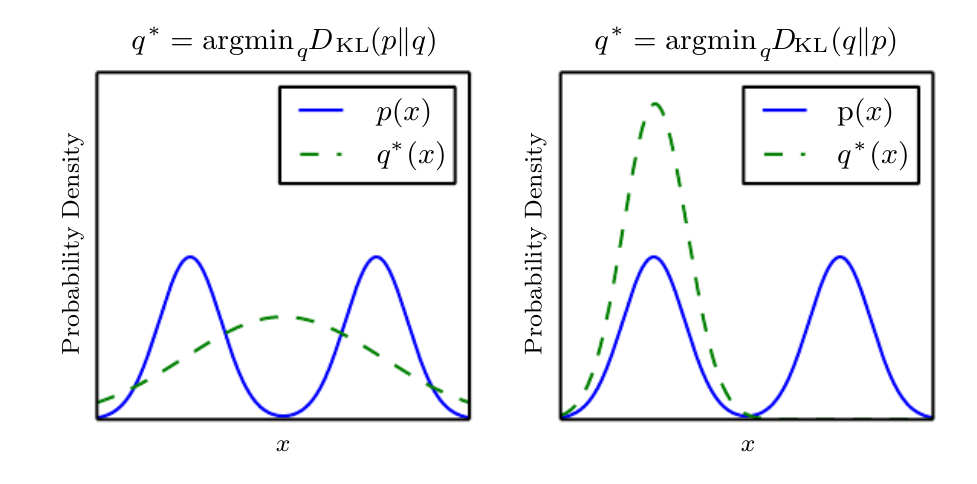 q* = argmin_q D_KL(p‖q)
Probability Density
p(x)
q*(x)
x
q* = argmin_q D_KL(q‖p)
Probability Density
p(x)
q*(x)
x